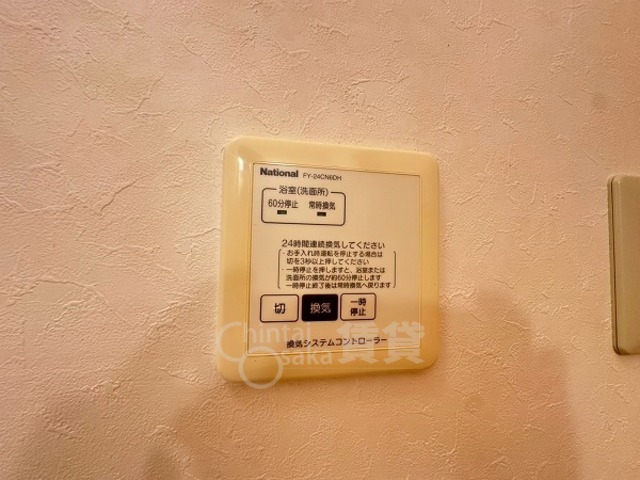 National FY-24CN6DH
浴室(洗面所)
60分停止 常時換気
24時間連続換気してください
・お手入れ時運転を停止する場合は
切を3秒以上押してください
・一時停止を押しますと、浴室または
洗面所の換気が約60分停止します
一時停止終了後は常時換気へ戻ります
切 換気 一時
停止
換気システムコントローラー
Chintai 賃貸
Osaka